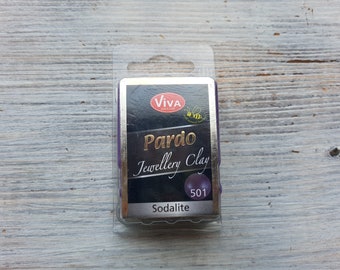 Viva
Pardo
Jewellery Clay
501
Sodalite